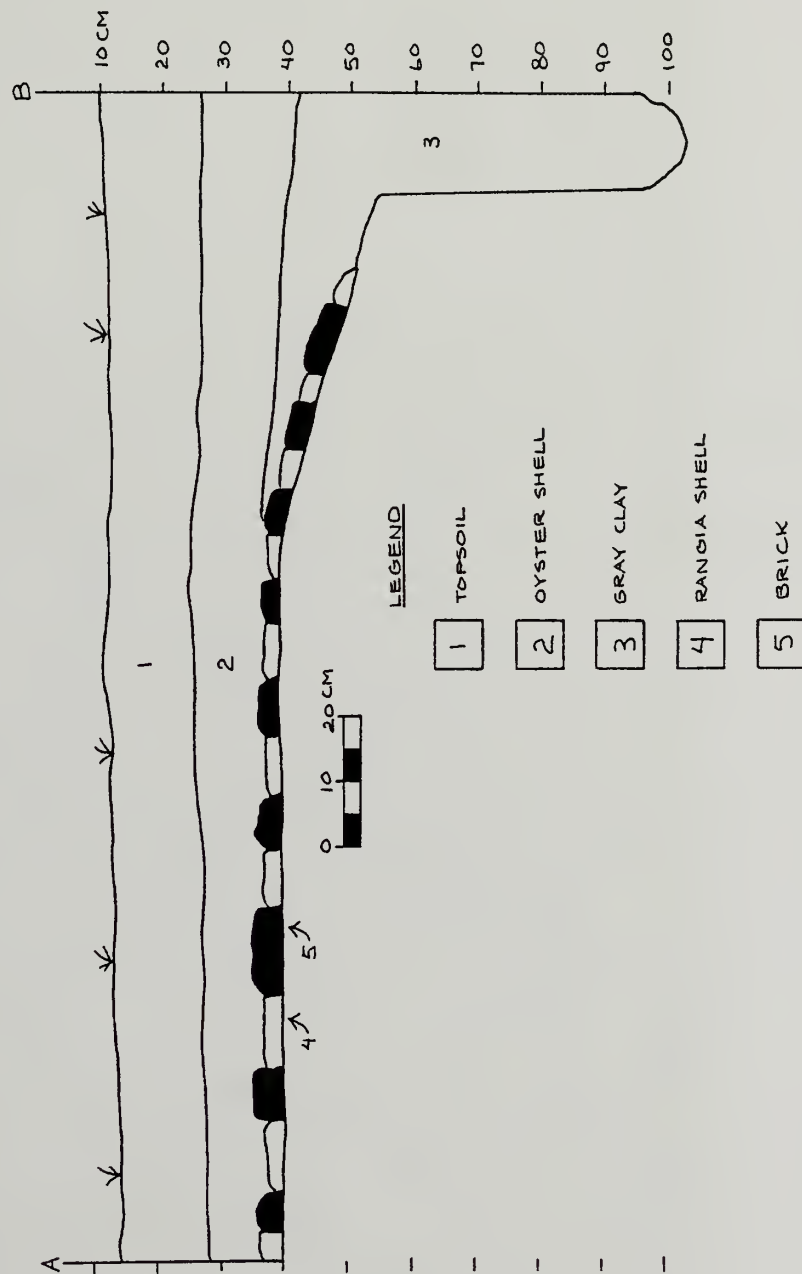 A
B
10 CM
20
30
40
50
60
70
80
90
100
1
2
3
4
5
0 10 20 CM
LEGEND
1 TOPSOIL
2 OYSTER SHELL
3 GRAY CLAY
4 RANGIA SHELL
5 BRICK